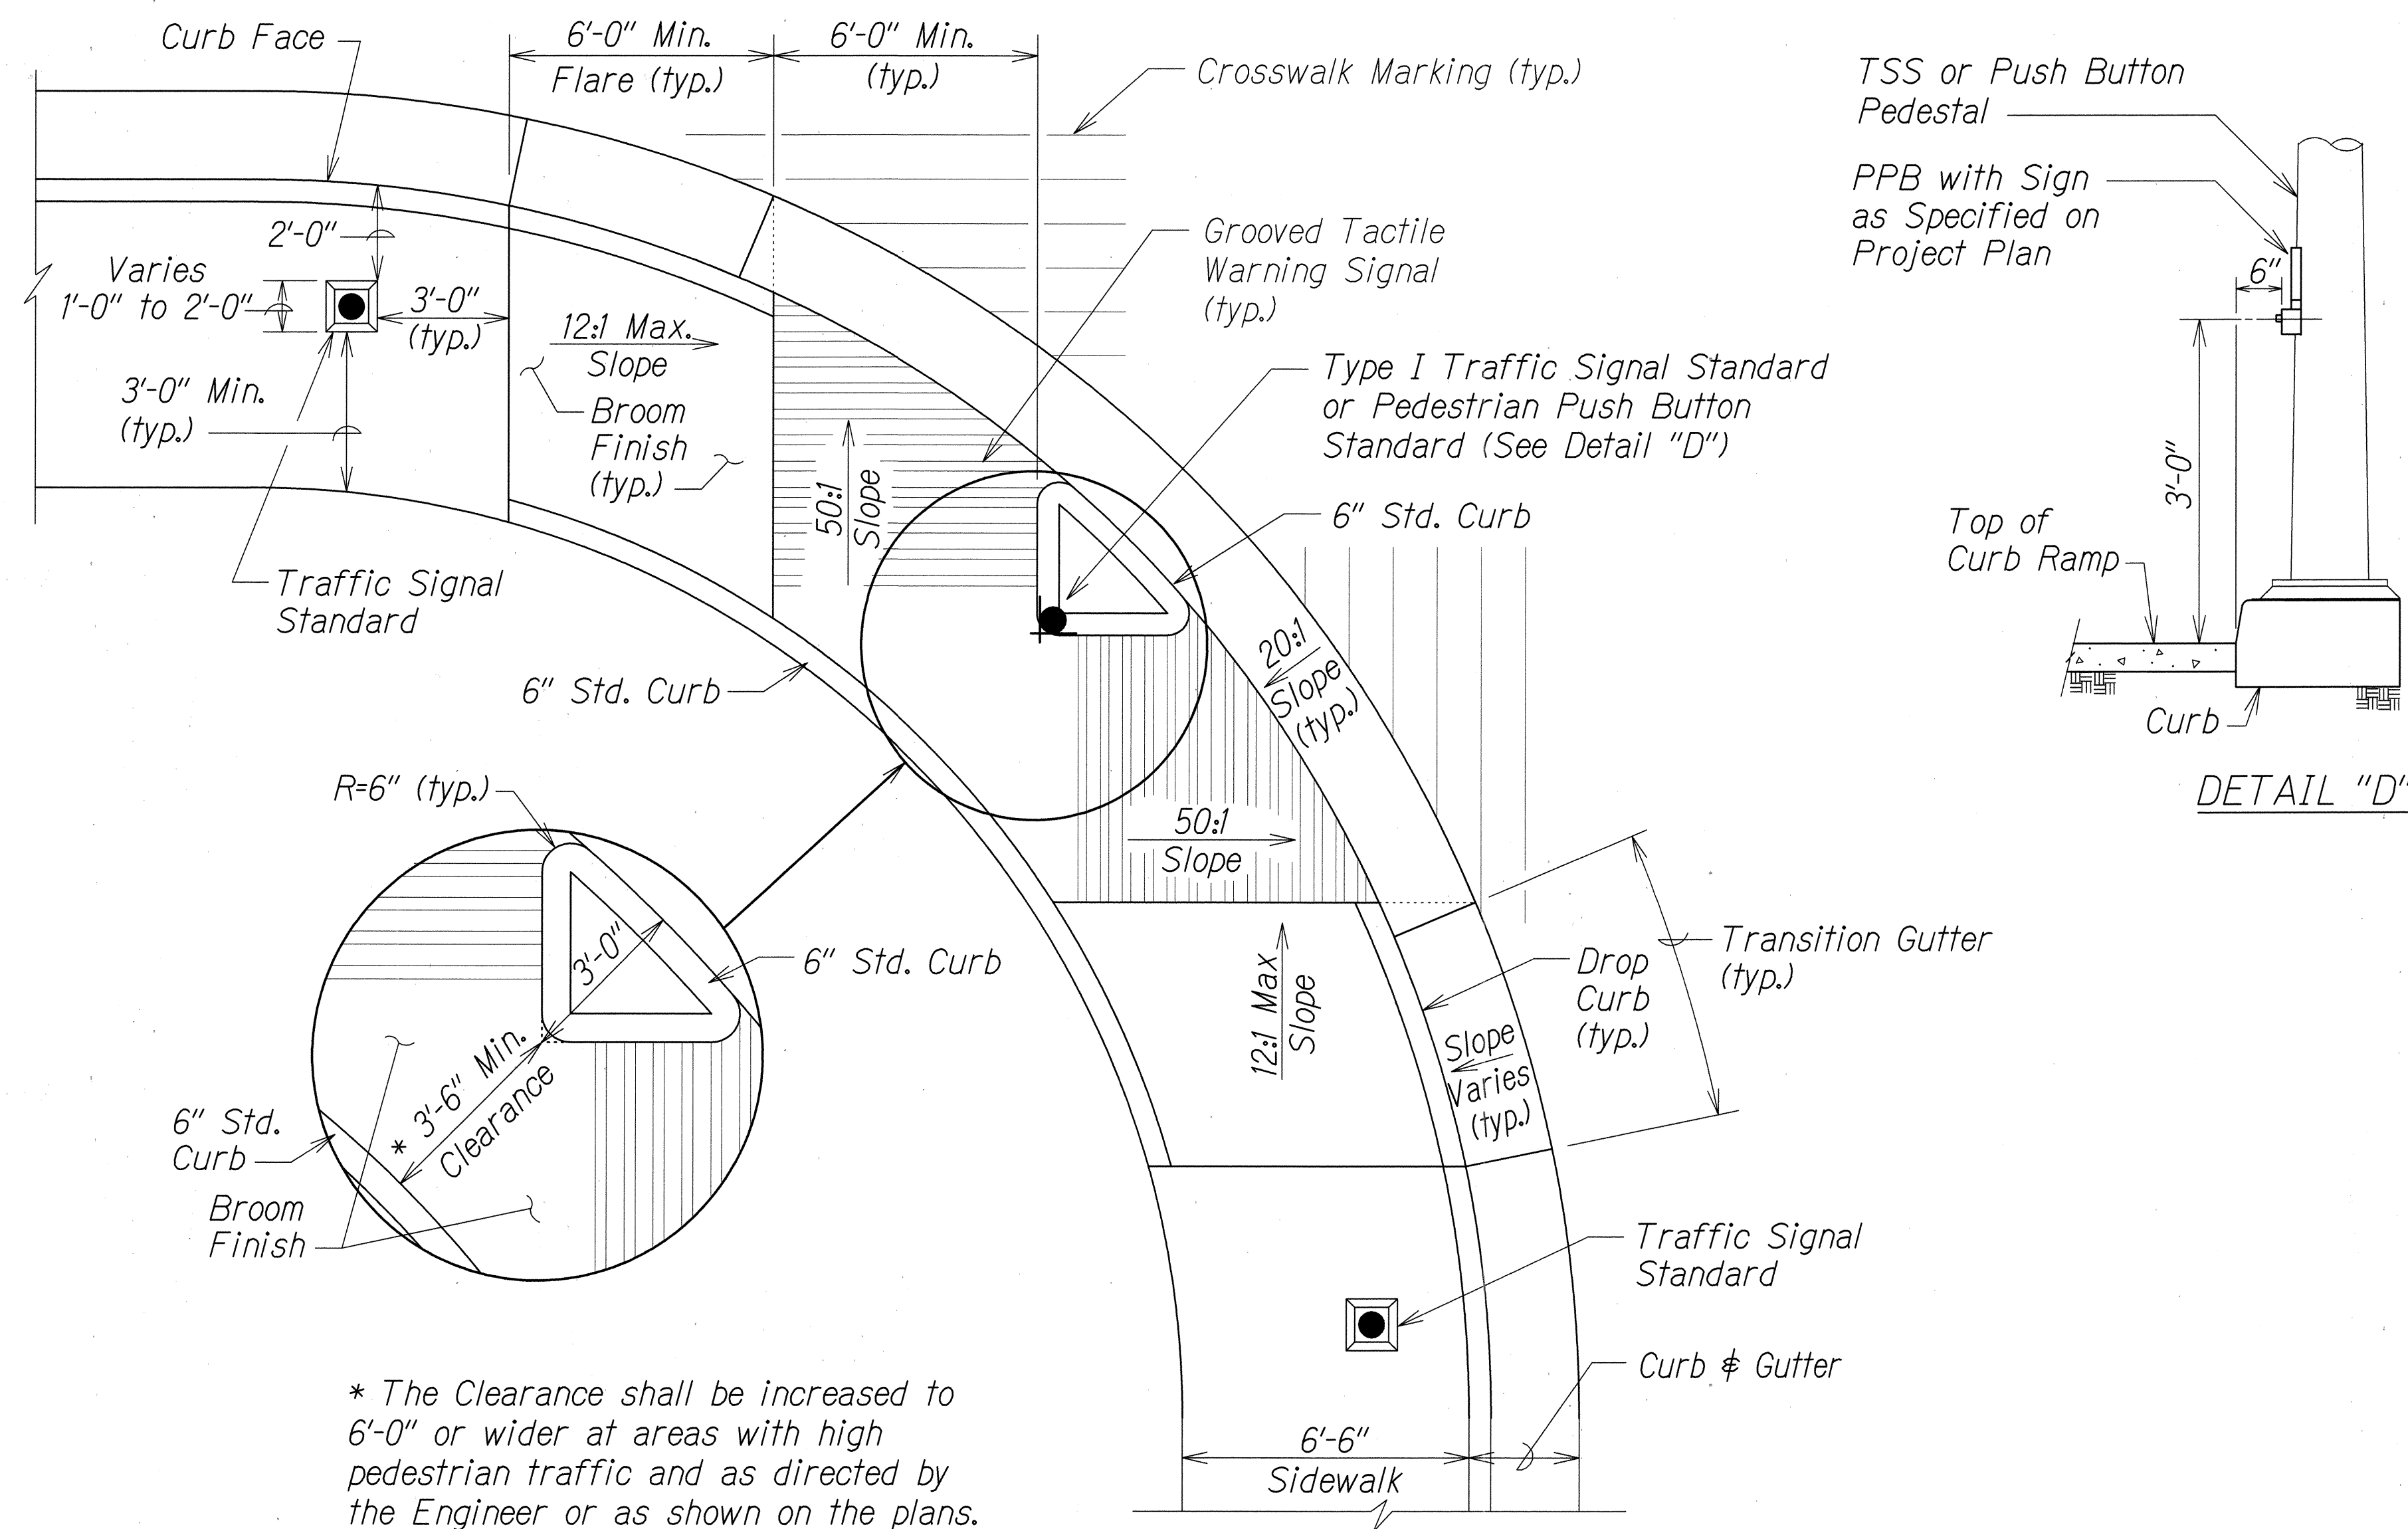 Curb Face
6'-0" Min.
Flare (typ.)
6'-0" Min.
(typ.)
Crosswalk Marking (typ.)
TSS or Push Button
Pedestal
PPB with Sign
as Specified on
Project Plan
6"
3'-0"
Top of
Curb Ramp
Curb
DETAIL "D"
2'-0"
Varies
1'-0" to 2'-0"
3'-0"
(typ.)
3'-0" Min.
(typ.)
12:1 Max.
Slope
Broom
Finish
(typ.)
Grooved Tactile
Warning Signal
(typ.)
Type I Traffic Signal Standard
or Pedestrian Push Button
Standard (See Detail "D")
50:1
Slope
6" Std. Curb
Traffic Signal
Standard
6" Std. Curb
20:1
Slope
(typ.)
R=6" (typ.)
50:1
Slope
3'-0"
6" Std. Curb
* 3'-6" Min.
Clearance
6" Std.
Curb
Broom
Finish
12:1 Max
Slope
Drop
Curb
(typ.)
Transition Gutter
(typ.)
Slope
Varies
(typ.)
Traffic Signal
Standard
Curb & Gutter
6'-6"
Sidewalk
* The Clearance shall be increased to
6'-0" or wider at areas with high
pedestrian traffic and as directed by
the Engineer or as shown on the plans.